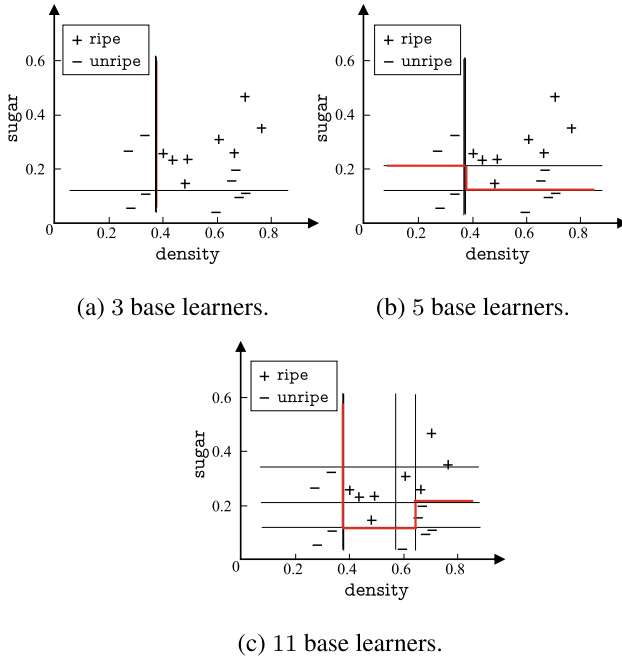 + ripe
− unripe
0.6
0.4
0.2
0
0.2 0.4 0.6 0.8
sugar
density
(a) 3 base learners.
+ ripe
− unripe
0.6
0.4
0.2
0
0.2 0.4 0.6 0.8
sugar
density
(b) 5 base learners.
+ ripe
− unripe
0.6
0.4
0.2
0
0.2 0.4 0.6 0.8
sugar
density
(c) 11 base learners.